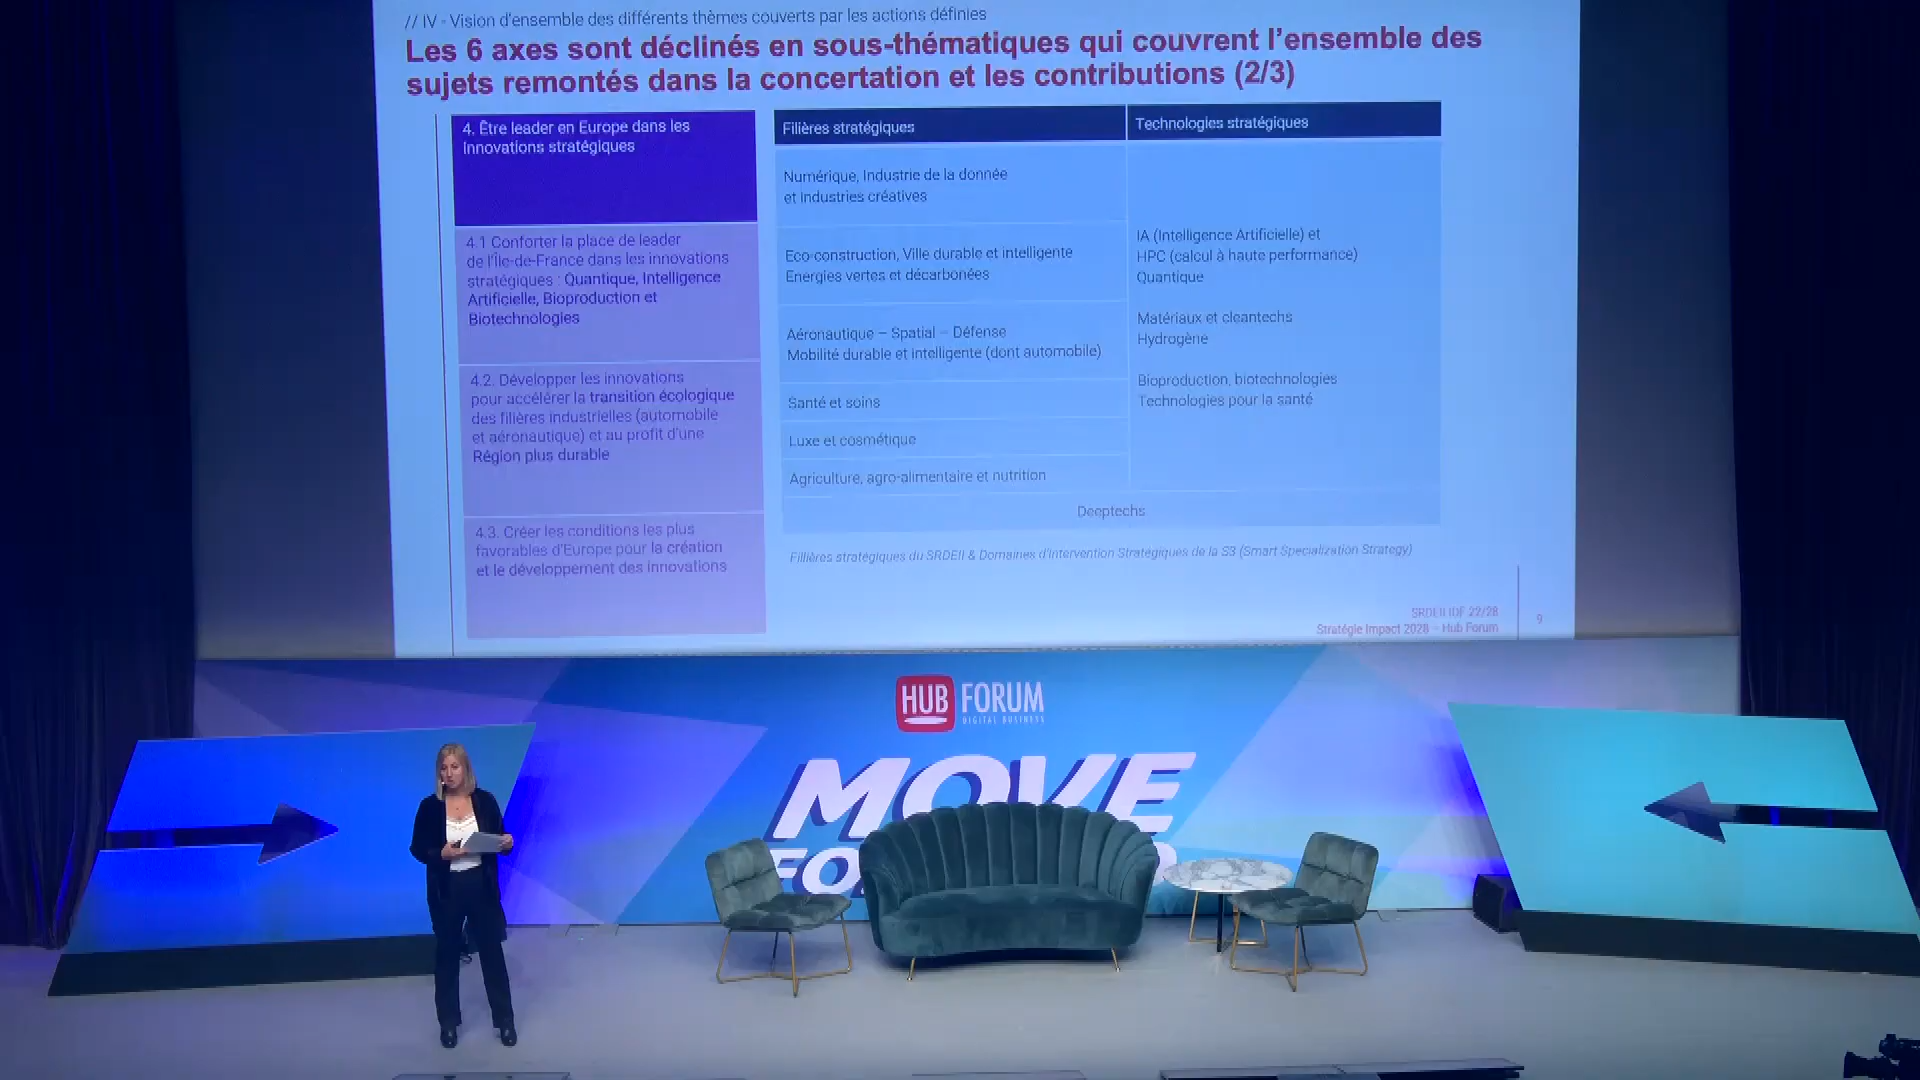 // IV - Vision d'ensemble des différents thèmes couverts par les actions définies
Les 6 axes sont déclinés en sous-thématiques qui couvrent l'ensemble des
sujets remontés dans la concertation et les contributions (2/3)
4. Être leader en Europe dans les
Innovations stratégiques
4.1 Conforter la place de leader
de l'Île-de-France dans les innovations
stratégiques : Quantique, Intelligence
Artificielle, Bioproduction et
Biotechnologies
4.2. Développer les innovations
pour accélérer la transition écologique
des filières industrielles (automobile
et aéronautique) et au profit d'une
Région plus durable
4.3. Créer les conditions les plus
favorables d'Europe pour la création
et le développement des innovations
Filières stratégiques
Numérique, Industrie de la donnée
et industries créatives
Eco-construction, Ville durable et intelligente
Energies vertes et décarbonées
Aéronautique – Spatial – Défense
Mobilité durable et intelligente (dont automobile)
Santé et soins
Luxe et cosmétique
Agriculture, agro-alimentaire et nutrition
Technologies stratégiques
IA (Intelligence Artificielle) et
HPC (calcul à haute performance)
Quantique
Matériaux et cleantechs
Hydrogène
Bioproduction, biotechnologies
Technologies pour la santé
Deeptechs
Fillières stratégiques du SRDEII & Domaines d'Intervention Stratégiques de la S3 (Smart Specialization Strategy)
SRDEII IDF 22/28
Stratégie Impact 2028 – Hub Forum
9
HUB FORUM
DIGITAL BUSINESS
MOVE
FO